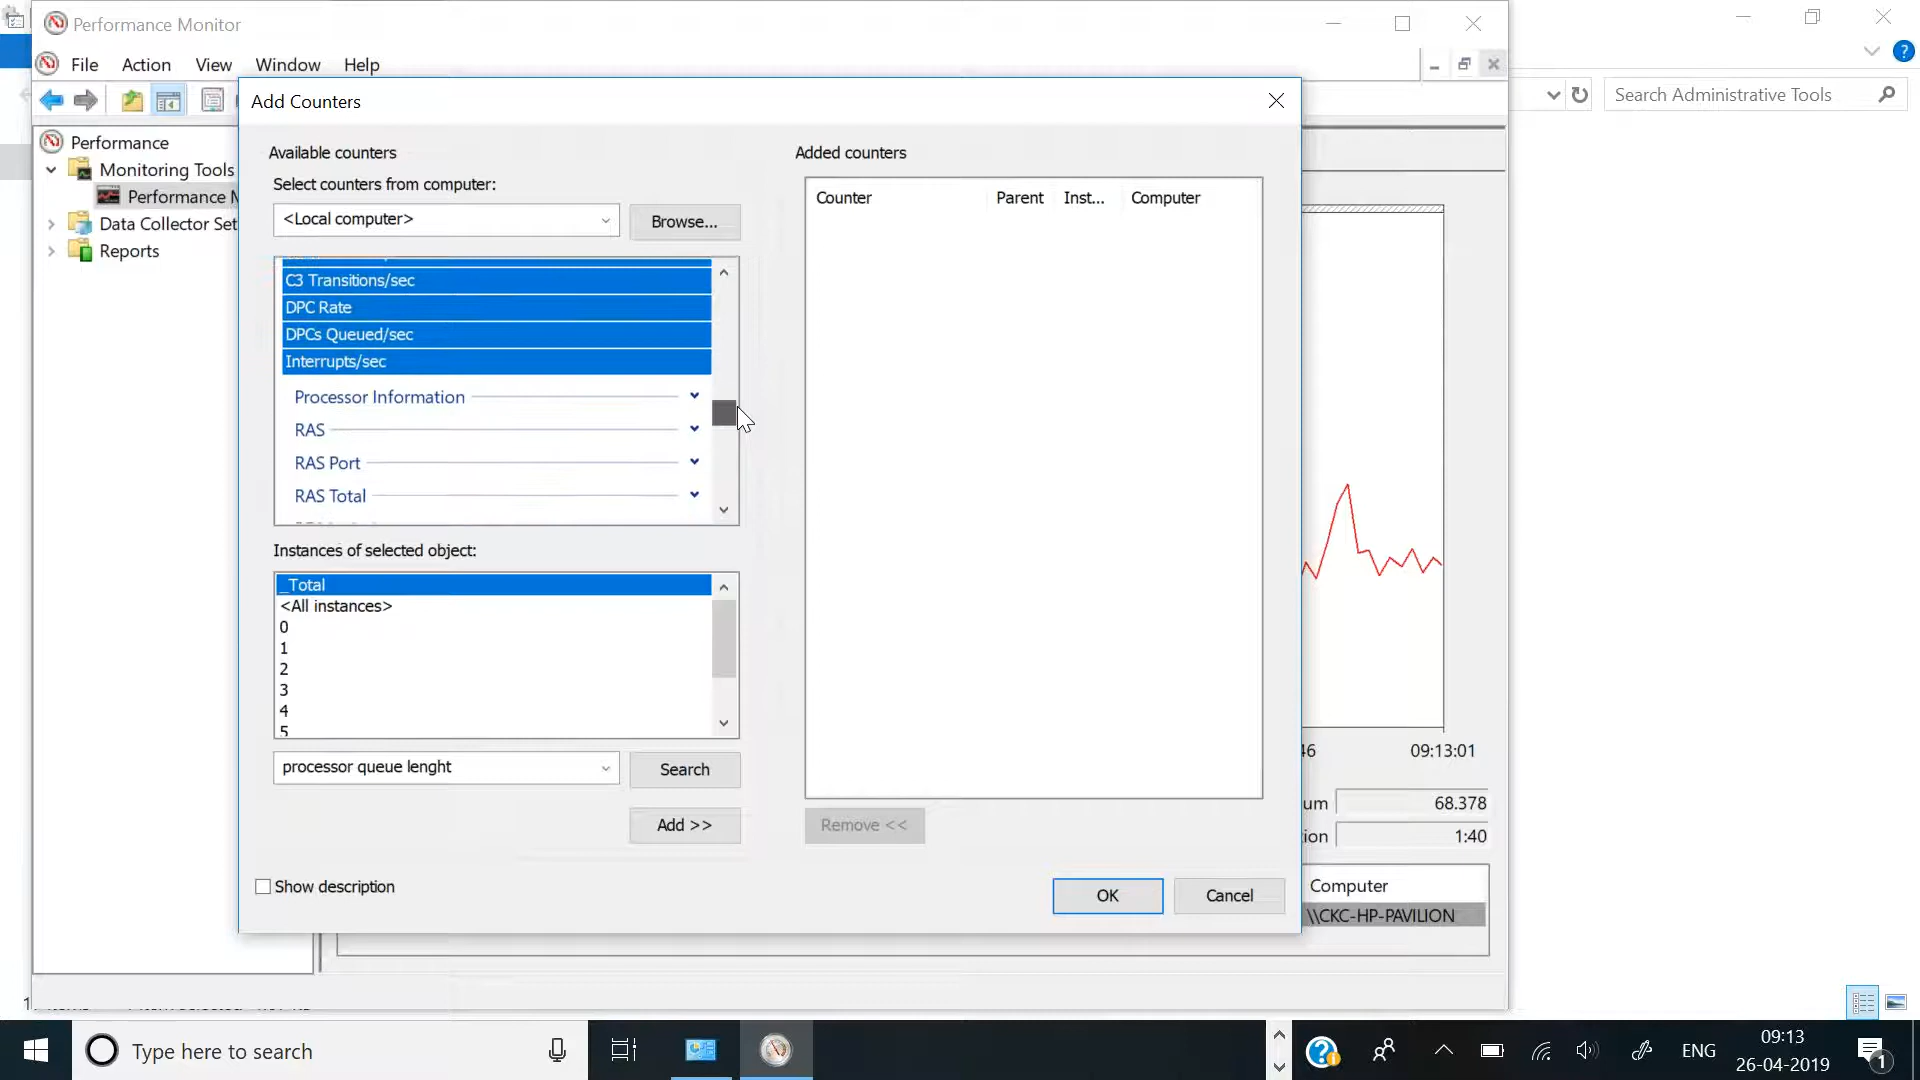 Performance Monitor
File Action View Window Help
Search Administrative Tools
Add Counters
Performance
Monitoring Tools
Performance M
Data Collector Set
Reports
Available counters
Select counters from computer:
<Local computer>
Browse...
C3 Transitions/sec
DPC Rate
DPCs Queued/sec
Interrupts/sec
Processor Information
RAS
RAS Port
RAS Total
Instances of selected object:
_Total
<All instances>
0
1
2
3
4
5
processor queue lenght
Search
Add >>
Show description
Added counters
Counter Parent Inst... Computer
Remove <<
OK
Cancel
46 09:13:01
um 68.378
ion 1:40
Computer
\\CKC-HP-PAVILION
Type here to search
ENG
09:13
26-04-2019
1